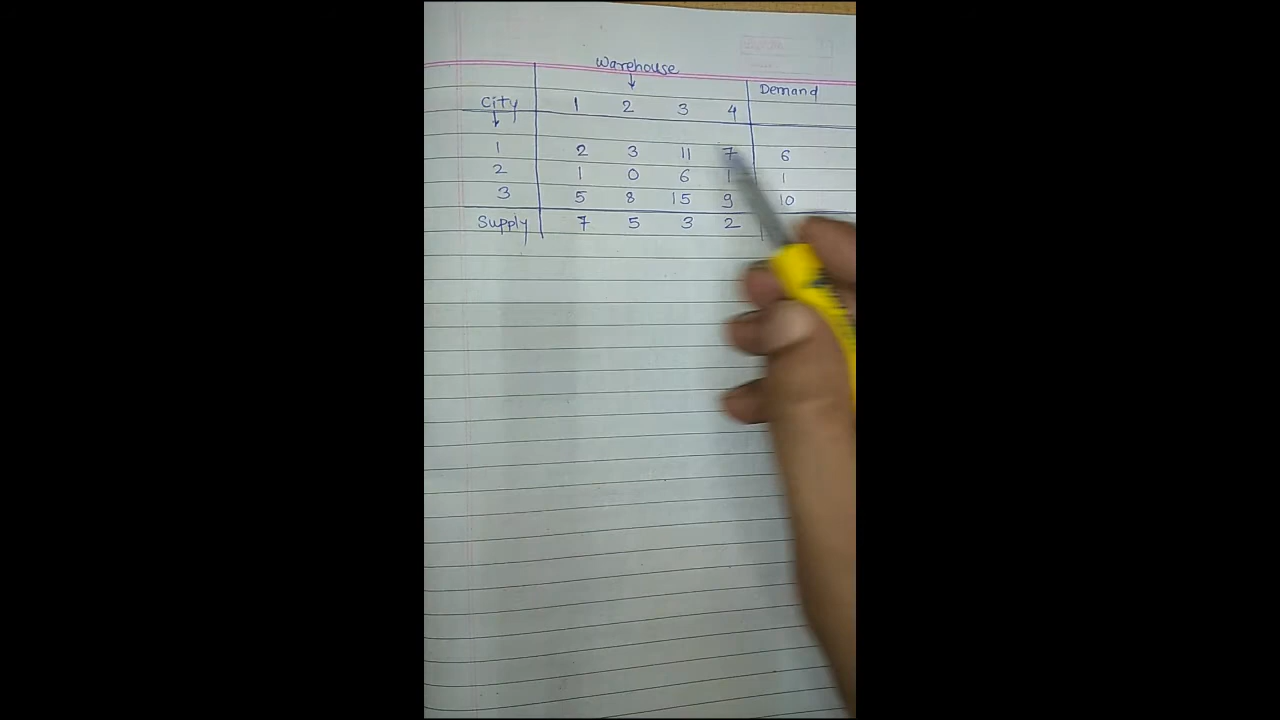 Warehouse
Demand
City 1 2 3 4
1 2 3 11 7 6
2 1 0 6 1 1
3 5 8 15 9 10
Supply 7 5 3 2